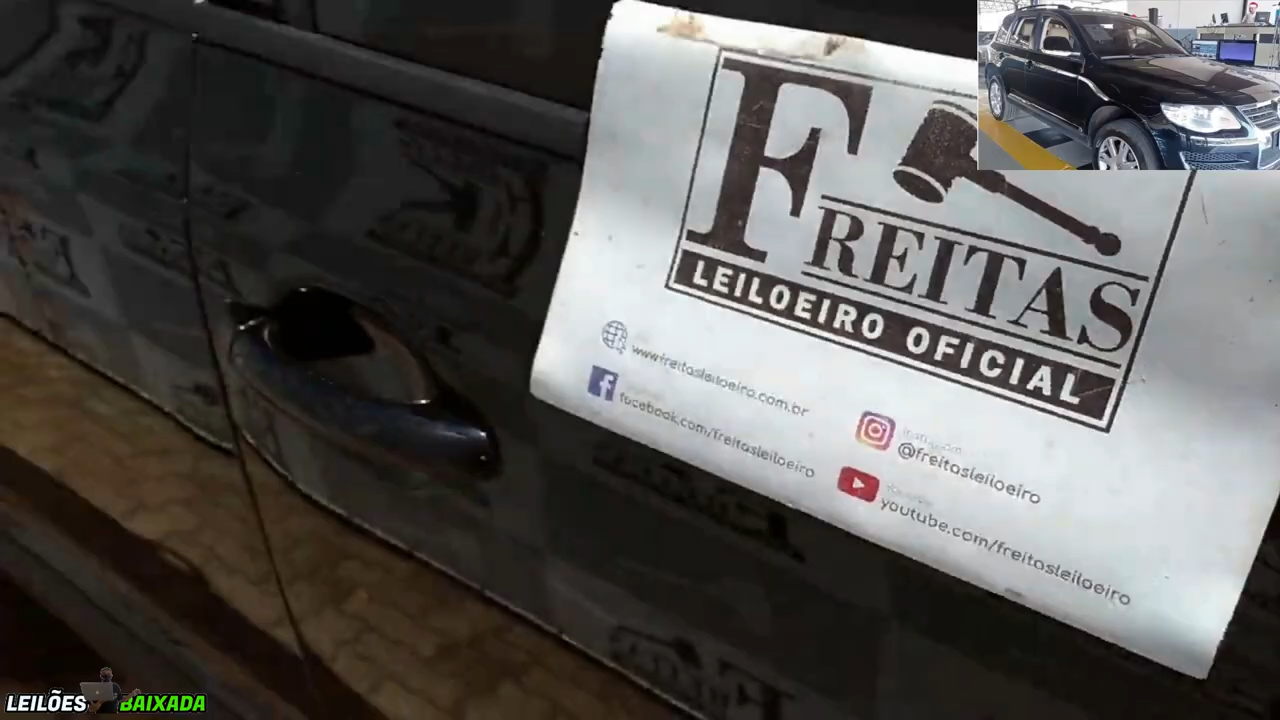 FREITAS
LEILOEIRO OFICIAL
www.freitasleiloeiro.com.br
facebook.com/freitasleiloeiro
@freitasleiloeiro
youtube.com/freitasleiloeiro
LEILÕES BAIXADA